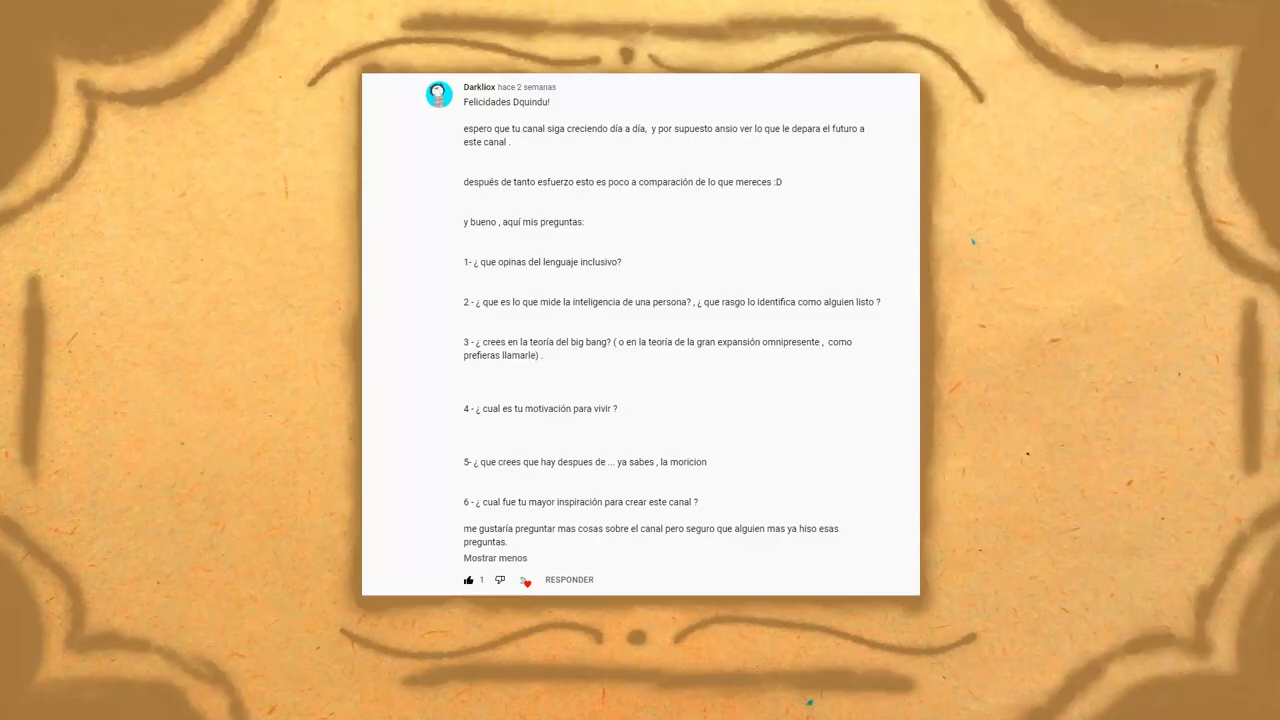 Darkliox hace 2 semanas
Felicidades Dquindu!
espero que tu canal siga creciendo día a día,  y por supuesto ansio ver lo que le depara el futuro a
este canal .
después de tanto esfuerzo esto es poco a comparación de lo que mereces :D
y bueno , aquí mis preguntas:
1- ¿ que opinas del lenguaje inclusivo?
2 - ¿ que es lo que mide la inteligencia de una persona? , ¿ que rasgo lo identifica como alguien listo ?
3 - ¿ crees en la teoría del big bang? ( o en la teoría de la gran expansión omnipresente ,  como
prefieras llamarle) .
4 - ¿ cual es tu motivación para vivir ?
5- ¿ que crees que hay despues de ... ya sabes , la moricion
6 - ¿ cual fue tu mayor inspiración para crear este canal ?
me gustaría preguntar mas cosas sobre el canal pero seguro que alguien mas ya hiso esas
preguntas.
Mostrar menos
1 RESPONDER